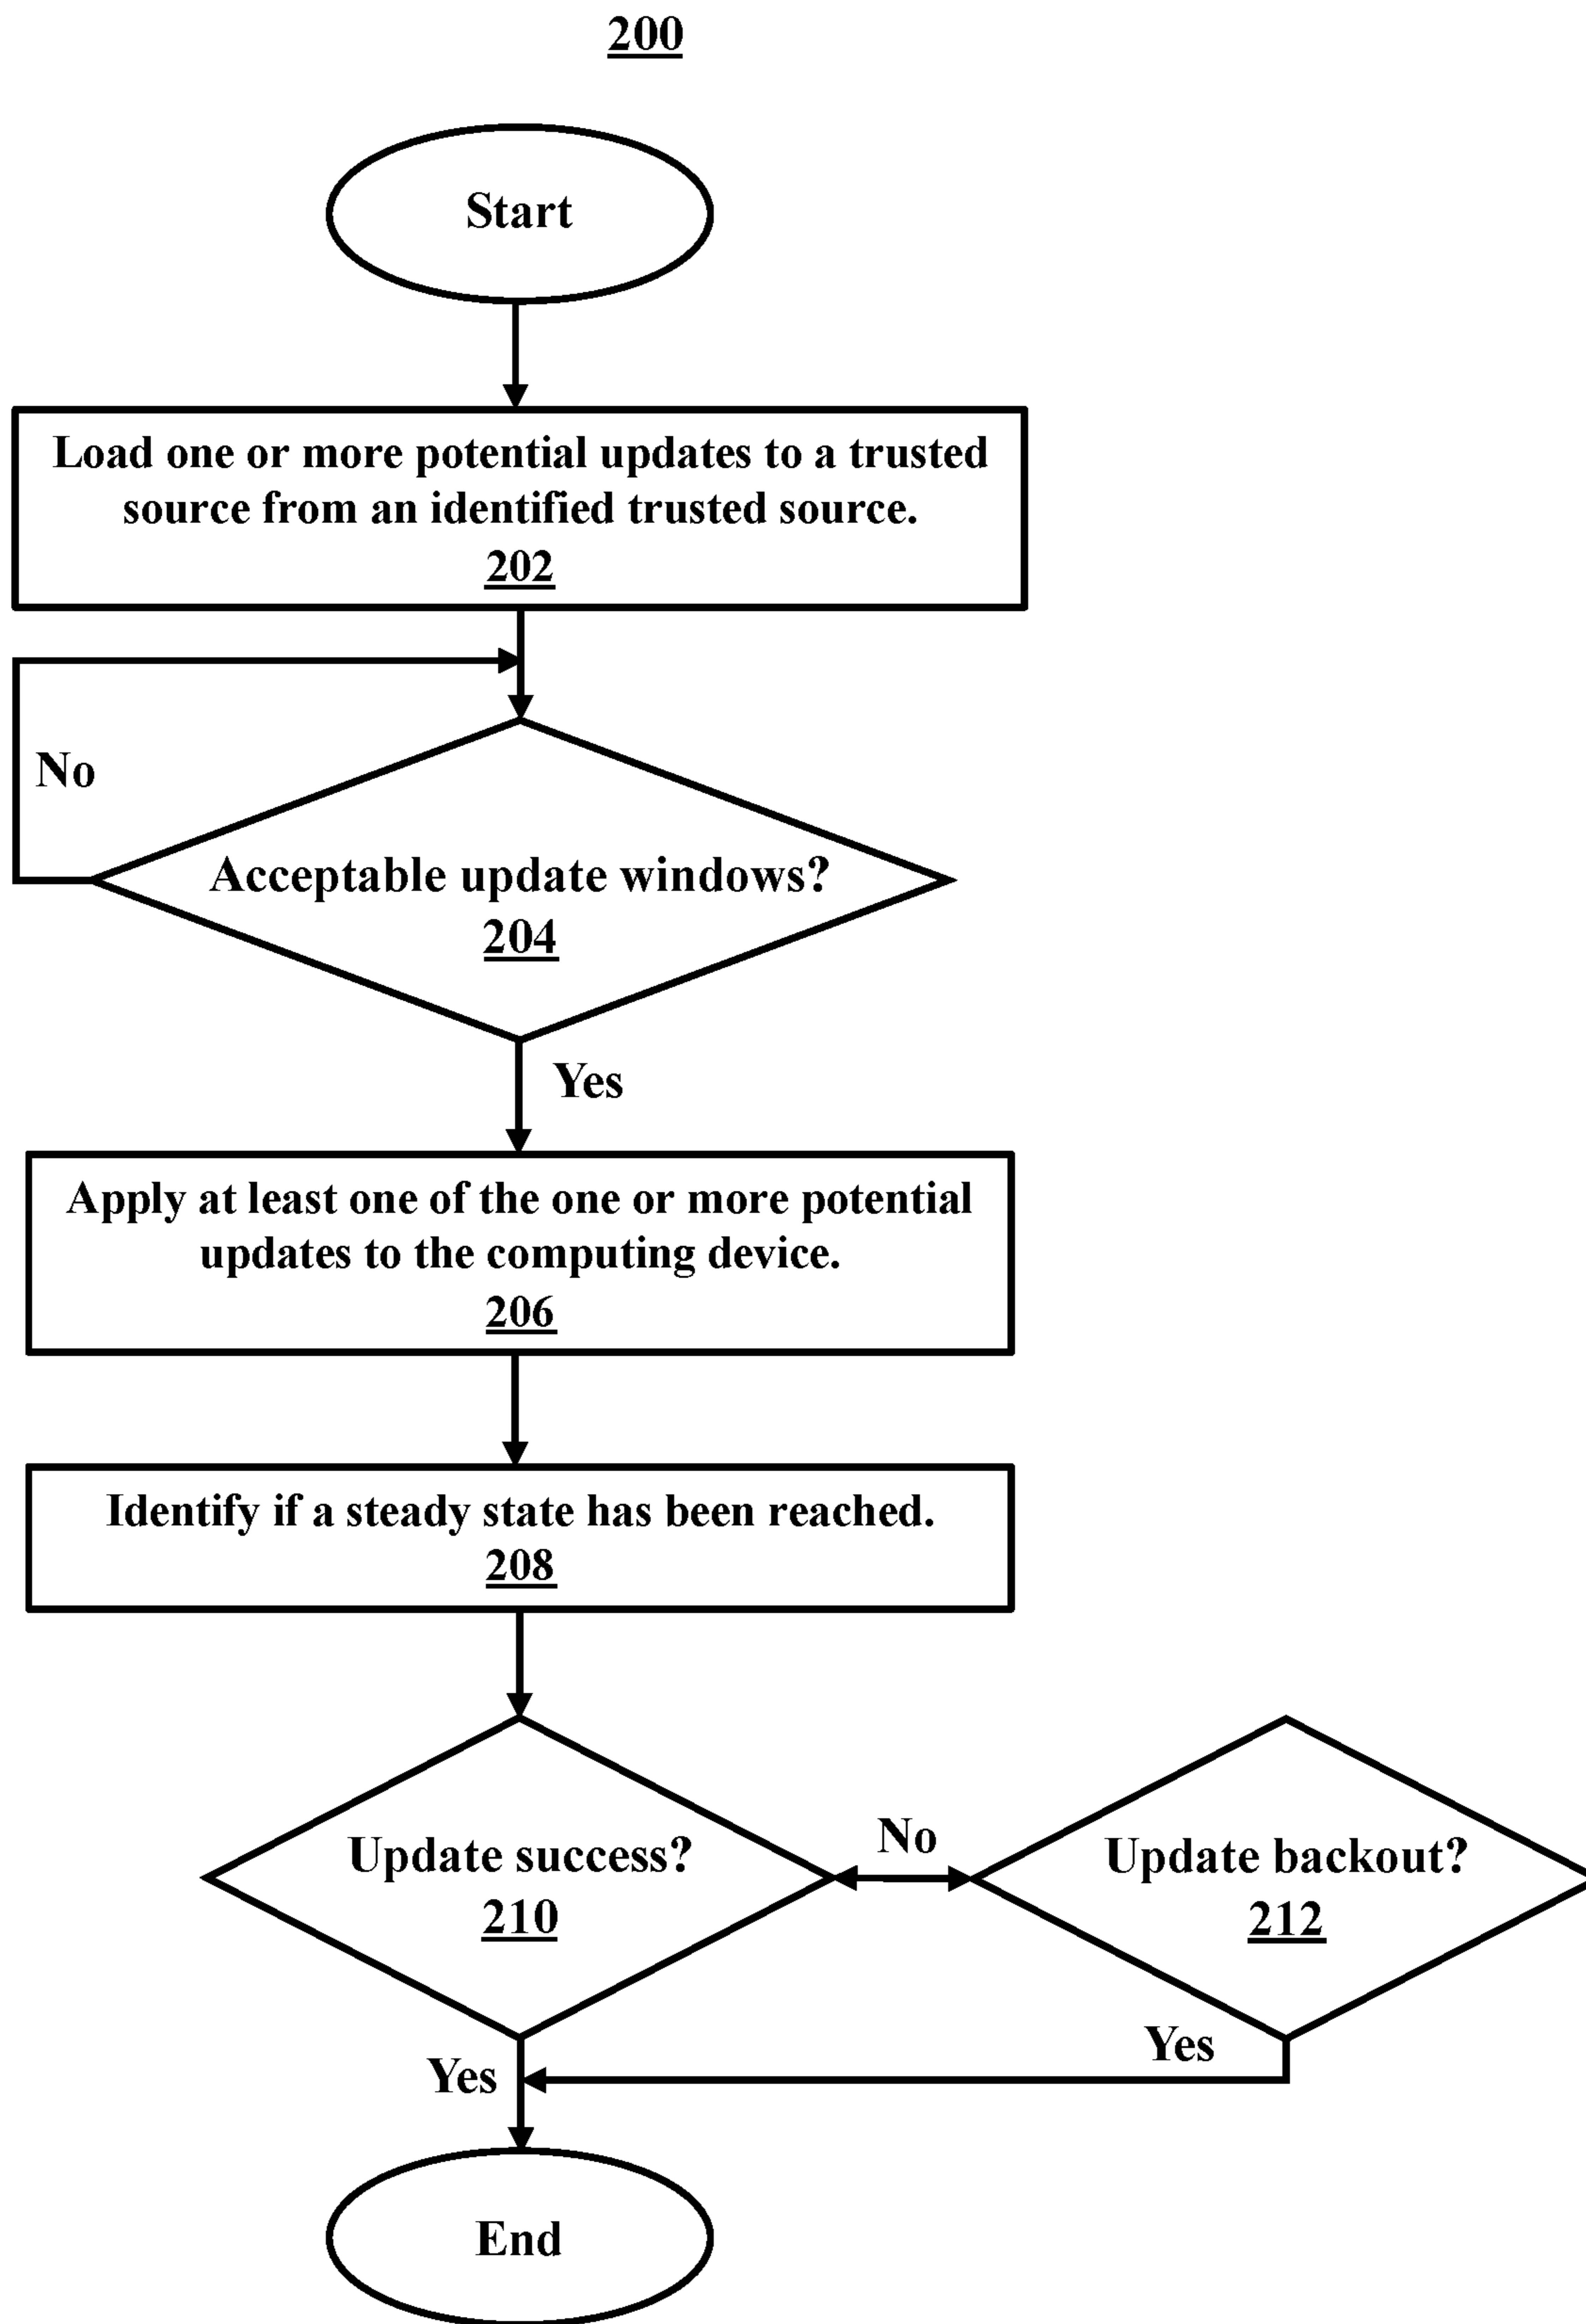 200
Start
Load one or more potential updates to a trusted
source from an identified trusted source.
202
No
Acceptable update windows?
204
Yes
Apply at least one of the one or more potential
updates to the computing device.
206
Identify if a steady state has been reached.
208
Update success?
210
No
Update backout?
212
Yes
Yes
End